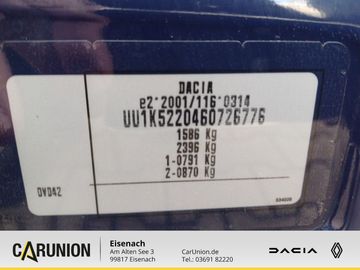 DACIA
e2*2001/116*0314
UU1K5220460726776
1586 Kg
2396 Kg
1-0791 Kg
2-0870 Kg
DVD42
CARUNION
Eisenach
Am Alten See 3
99817 Eisenach
CarUnion.de
Tel.: 03691 82220
DACIA